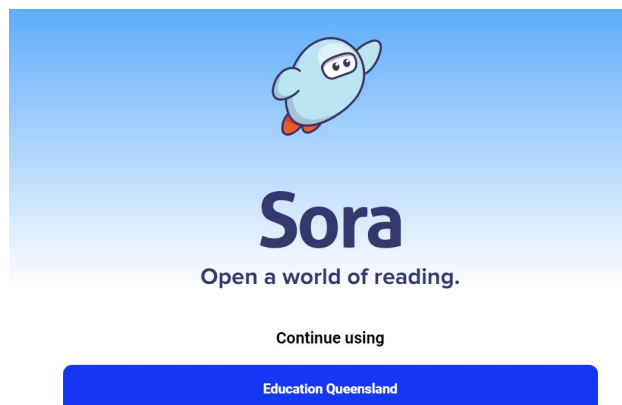 Sora
Open a world of reading.
Continue using
Education Queensland